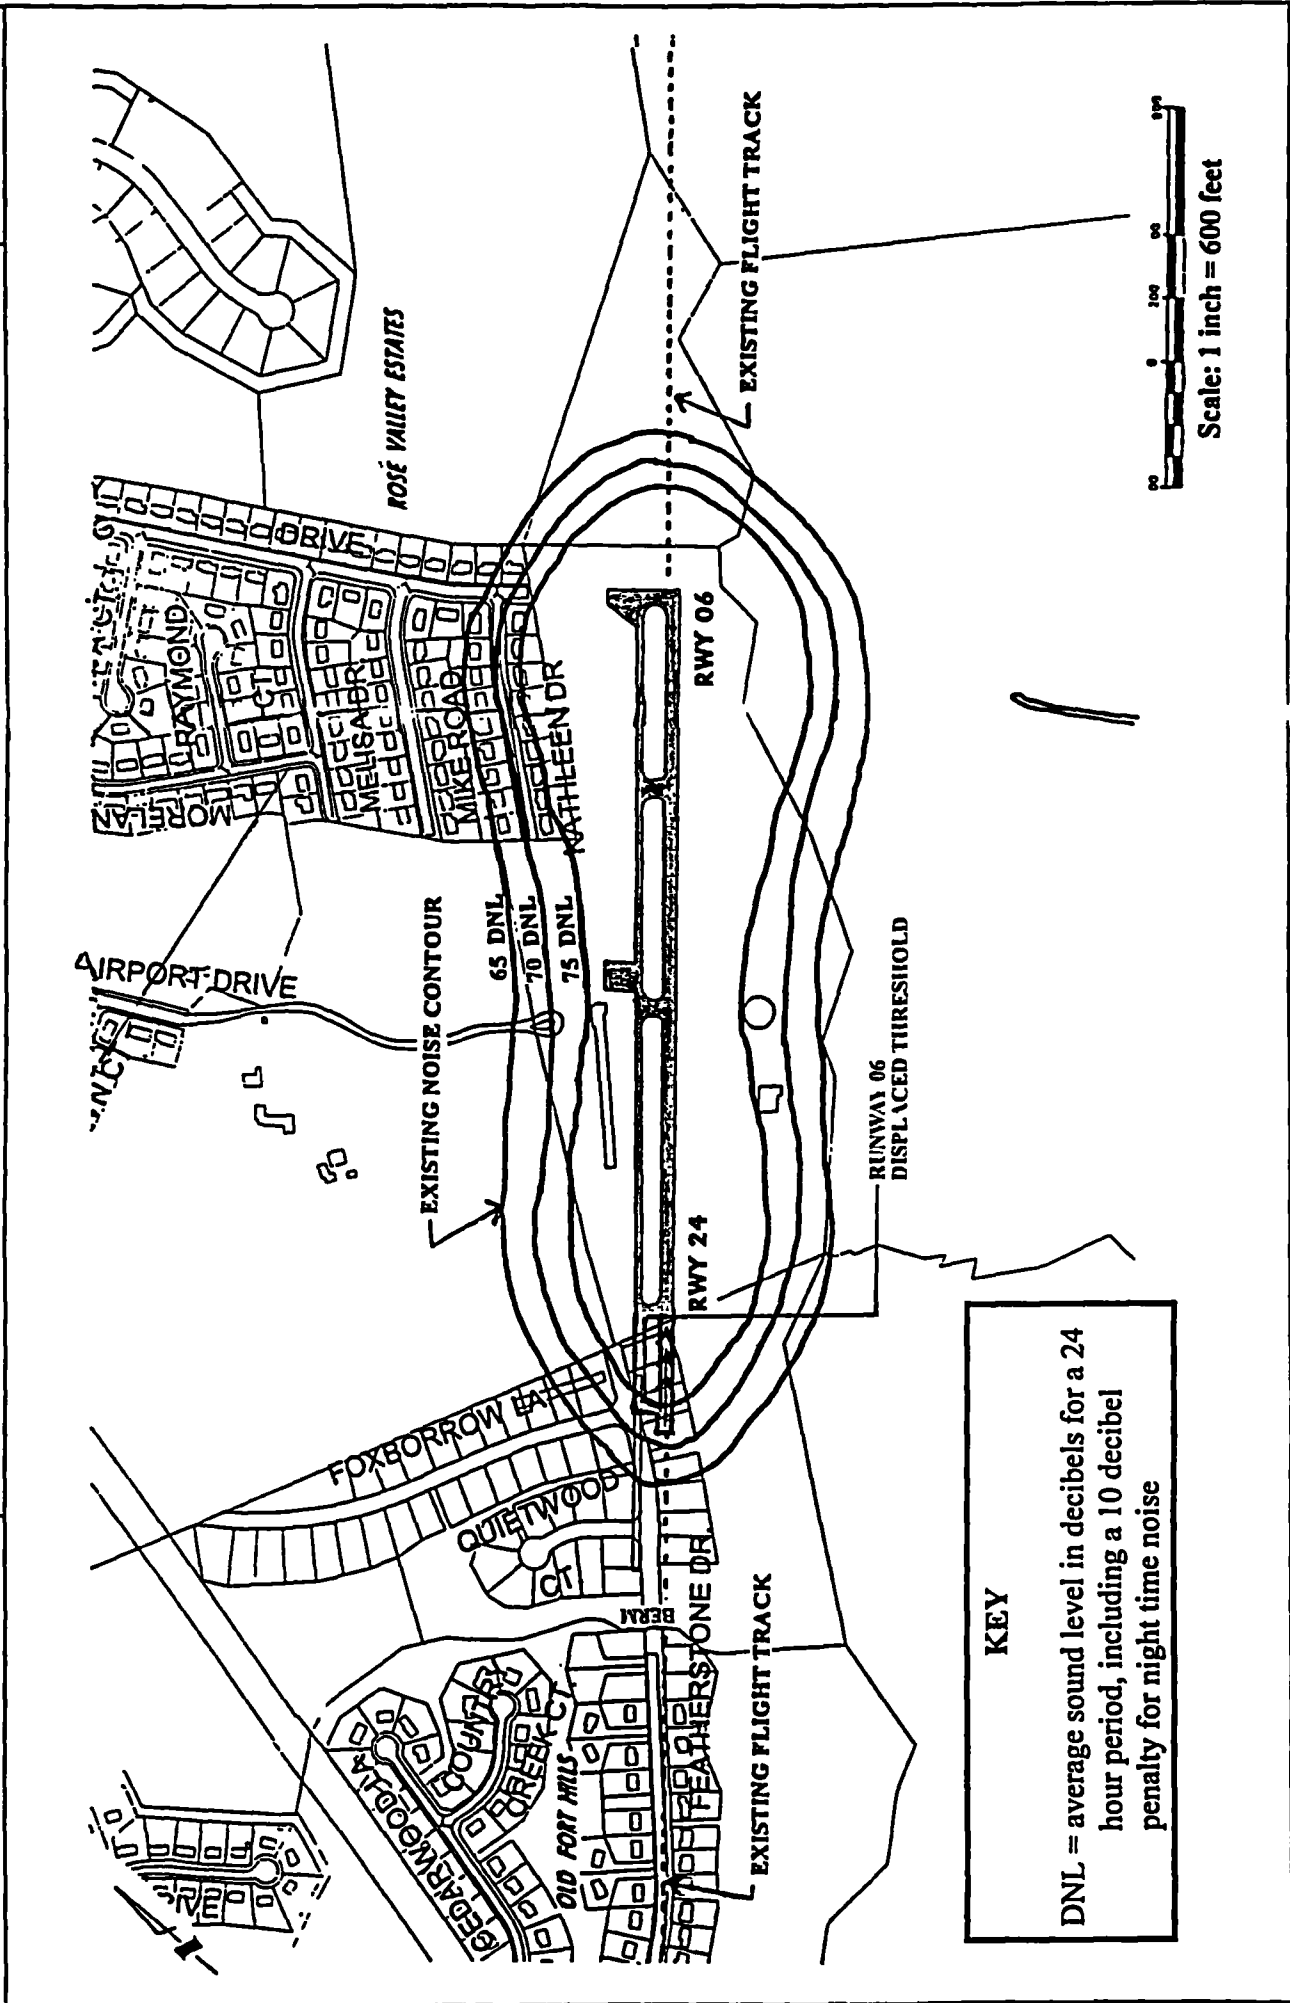 ROSE VALLEY ESTATES
DRIVE
RAYMOND
CT
MELISA DR.
MIKE ROAD
KATHLEEN DR
AIRPORT DRIVE
EXISTING NOISE CONTOUR
65 DNL
70 DNL
75 DNL
EXISTING FLIGHT TRACK
RWY 06
RWY 24
RUNWAY 06
DISPLACED THRESHOLD
FOXBORROW LA
QUIETWOOD
CT
BERM
FEATHERSTONE DR.
COUNTRY
CREEK CT.
CEDARWOOD LA
OLD FORT HILLS
EXISTING FLIGHT TRACK
Scale: 1 inch = 600 feet
KEY
DNL = average sound level in decibels for a 24
hour period, including a 10 decibel
penalty for night time noise